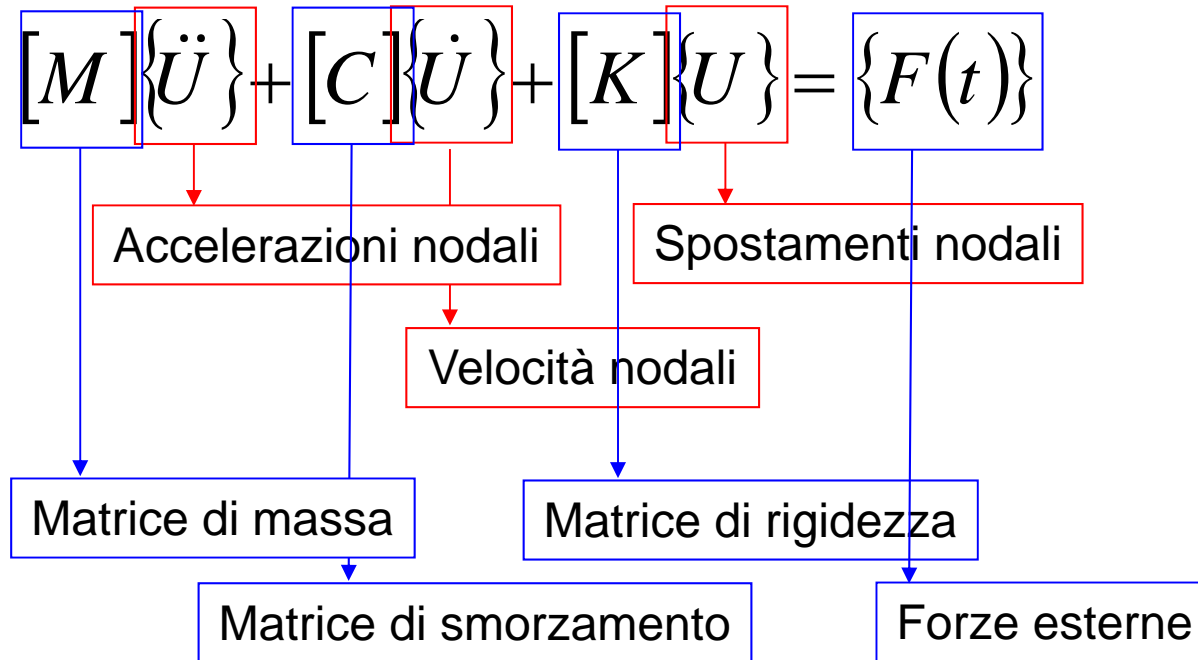 [M]{Ü}+[C]{U̇}+[K]{U}={F(t)}
Accelerazioni nodali
Spostamenti nodali
Velocità nodali
Matrice di massa
Matrice di rigidezza
Matrice di smorzamento
Forze esterne